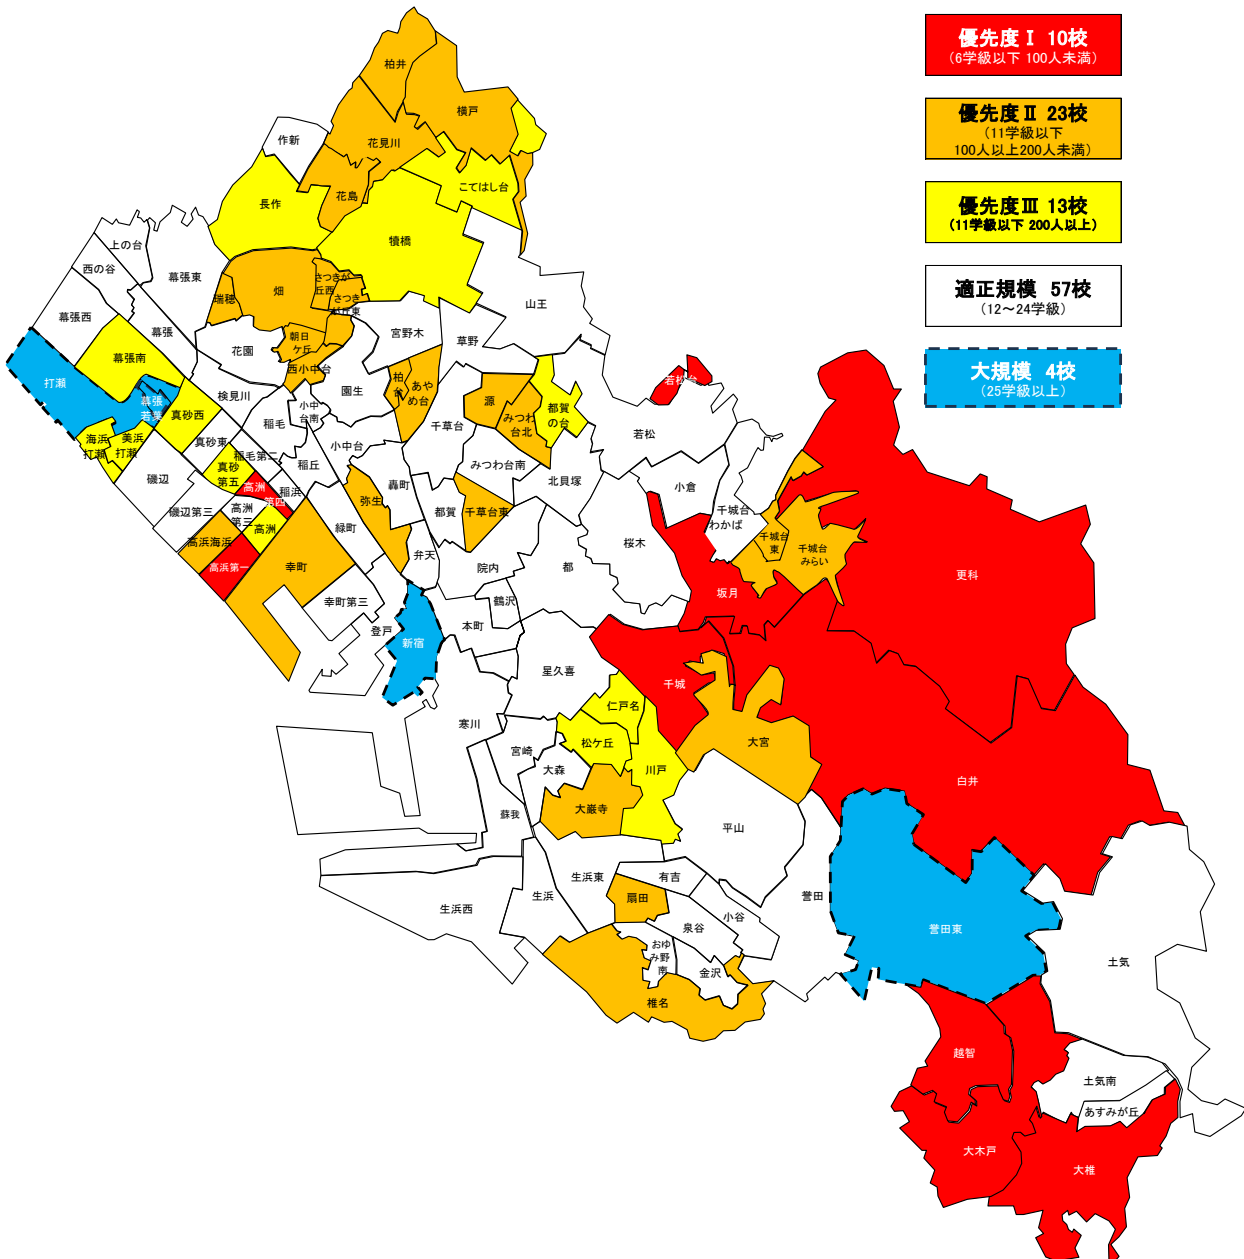 優先度Ⅰ 10校
(6学級以下 100人未満)
優先度Ⅱ 23校
(11学級以下
100人以上200人未満)
優先度Ⅲ 13校
(11学級以下 200人以上)
適正規模 57校
(12～24学級)
大規模 4校
(25学級以上)
柏井
横戸
作新
花見川
こてはし台
花島
長作
犢橋
上の台
西の谷
幕張東
畑
さつきが
丘西
さつき
が丘東
瑞穂
山王
幕張西
幕張
宮野木
草野
花園
朝日
ケ丘
西小中台
幕張南
打瀬
幕張
若葉
検見川
園生
柏
台
あや
め台
源
みつわ
台北
都賀
の台
若松台
若松
真砂西
稲毛
小中
台南
小中台
千草台
海浜
打瀬
美浜
打瀬
真砂東
稲毛第二
稲丘
みつわ台南
北貝塚
真砂
第五
磯辺
高洲
第四
稲浜
轟町
小倉
千城台
わかば
磯辺第三
高洲
第三
弥生
都賀
千草台東
高洲
緑町
桜木
千城台
東
千城台
みらい
高浜海浜
高浜第一
幸町
弁天
院内
都
更科
幸町第三
鶴沢
坂月
登戸
新宿
本町
星久喜
千城
仁戸名
寒川
宮崎
松ケ丘
大宮
大森
川戸
白井
蘇我
大巌寺
平山
生浜東
有吉
生浜西
生浜
扇田
誉田
小谷
泉谷
誉田東
おゆ
み野
南
金沢
土気
椎名
越智
土気南
あすみが丘
大木戸
大椎